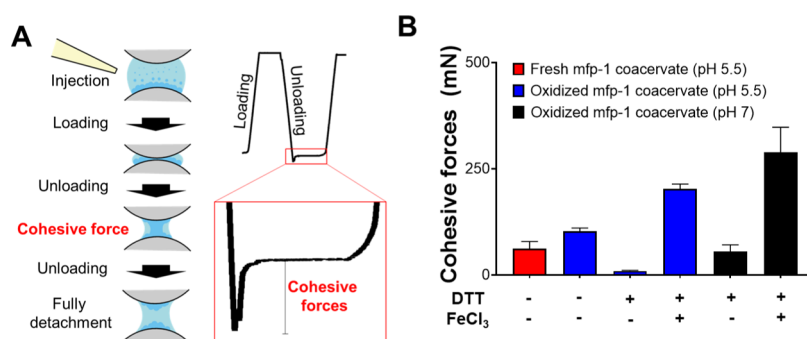 A
Injection
Loading
Unloading
Cohesive force
Unloading
Fully
detachment
Loading
Unloading
Cohesive
forces
B
Cohesive forces (mN)
500
250
0
Fresh mfp-1 coacervate (pH 5.5)
Oxidized mfp-1 coacervate (pH 5.5)
Oxidized mfp-1 coacervate (pH 7)
DTT - - + + + +
FeCl₃ - - - + - +